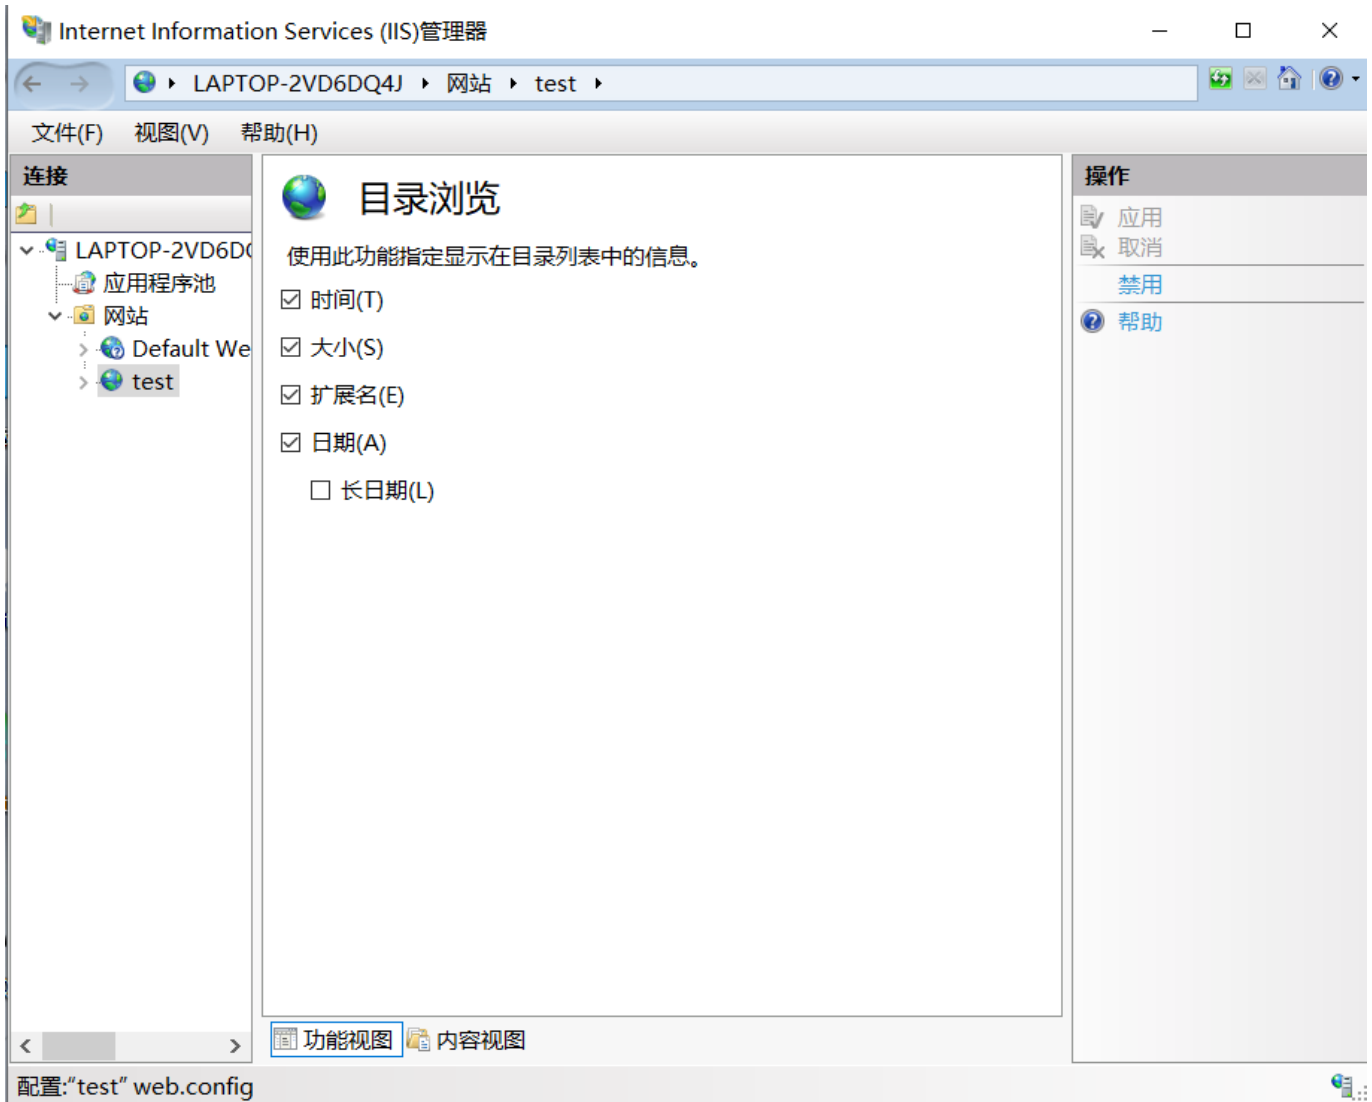 Internet Information Services (IIS)管理器
LAPTOP-2VD6DQ4J 网站 test
文件(F) 视图(V) 帮助(H)
连接
LAPTOP-2VD6D
应用程序池
网站
Default We
test
目录浏览
使用此功能指定显示在目录列表中的信息。
时间(T)
大小(S)
扩展名(E)
日期(A)
长日期(L)
功能视图 内容视图
操作
应用
取消
禁用
帮助
配置:“test” web.config